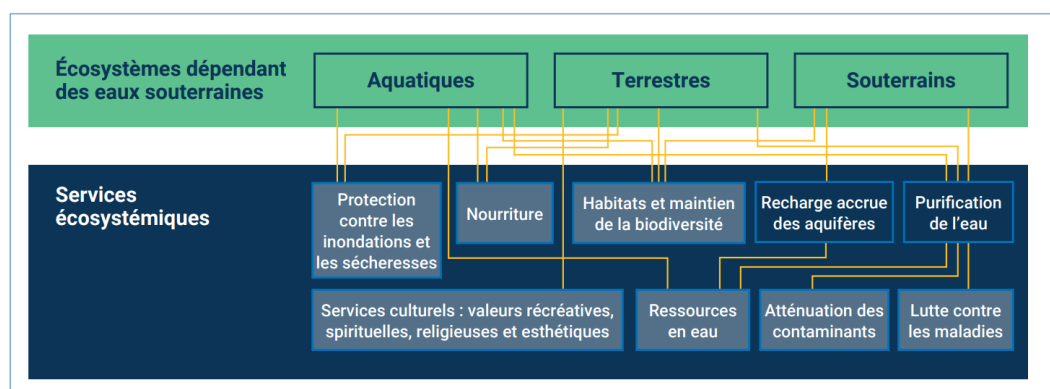 Écosystèmes dépendant
des eaux souterraines
Aquatiques
Terrestres
Souterrains
Services
écosystémiques
Protection
contre les
inondations et
les sécheresses
Nourriture
Habitats et maintien
de la biodiversité
Recharge accrue
des aquifères
Purification
de l’eau
Services culturels : valeurs récréatives,
spirituelles, religieuses et esthétiques
Ressources
en eau
Atténuation des
contaminants
Lutte contre
les maladies